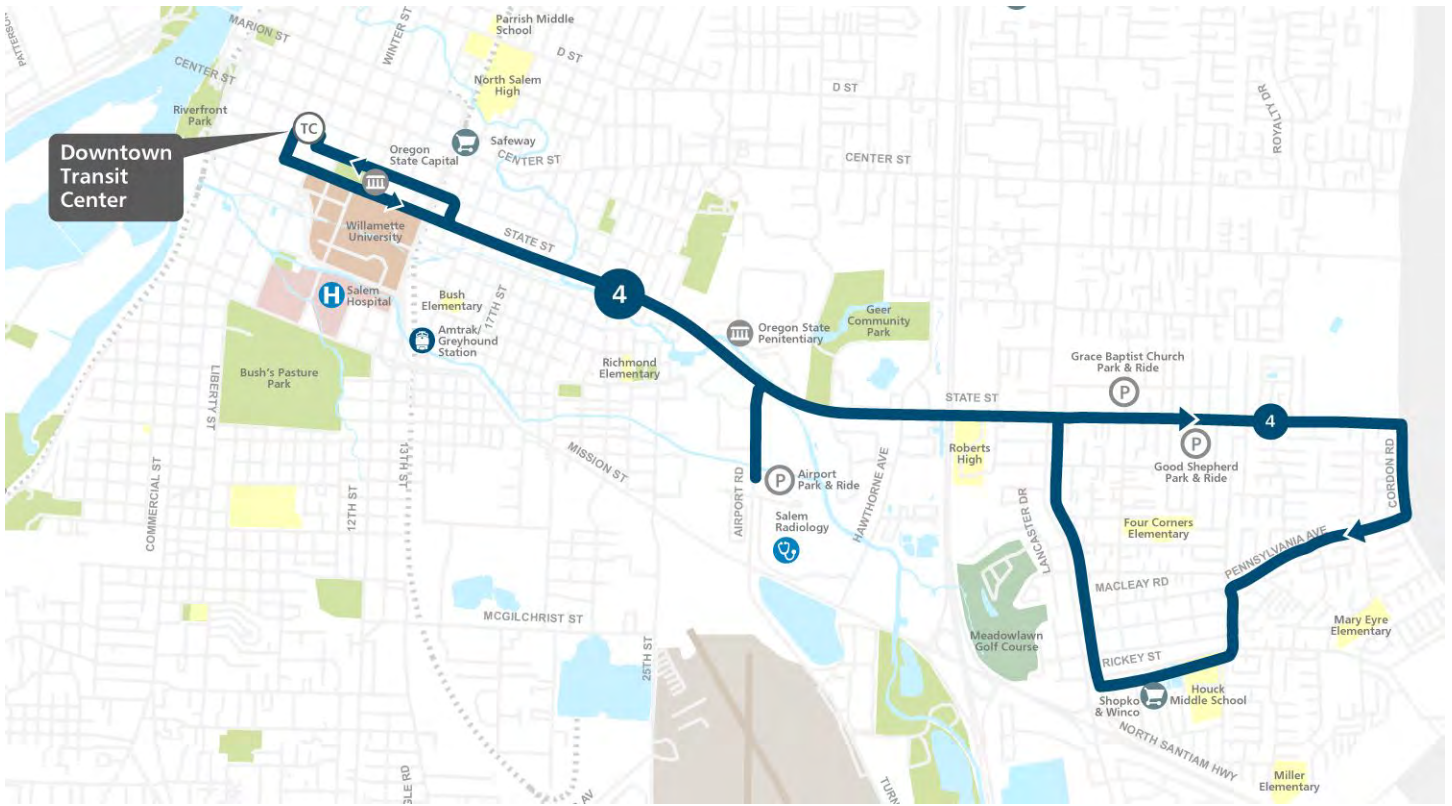 PATTERSON
MARION ST
WINTER ST
Parrish Middle
School
D ST
CENTER ST
North Salem
High
D ST
ROYALTY DR
Riverfront
Park
TC
Downtown
Transit
Center
Oregon
State Capital
Safeway
CENTER ST
CENTER ST
Willamette
University
STATE ST
H
Salem
Hospital
Bush
Elementary
17TH ST
4
Amtrak/
Greyhound
Station
Oregon State
Penitentiary
Geer
Community
Park
Richmond
Elementary
Bush's Pasture
Park
LIBERTY ST
Grace Baptist Church
Park & Ride
P
STATE ST
4
P
Good Shepherd
Park & Ride
Roberts
High
CORDON RD
COMMERCIAL ST
12TH ST
13TH ST
MISSION ST
P
Airport
Park & Ride
AIRPORT RD
HAWTHORNE AVE
Salem
Radiology
LANCASTER DR
Four Corners
Elementary
PENNSYLVANIA AVE
MACLEAY RD
MCGILCHRIST ST
25TH ST
Meadowlawn
Golf Course
Mary Eyre
Elementary
RICKEY ST
Shopko
& Winco
Houck
Middle School
NORTH SANTIAM HWY
Miller
Elementary
GLE RD
AV
TURN